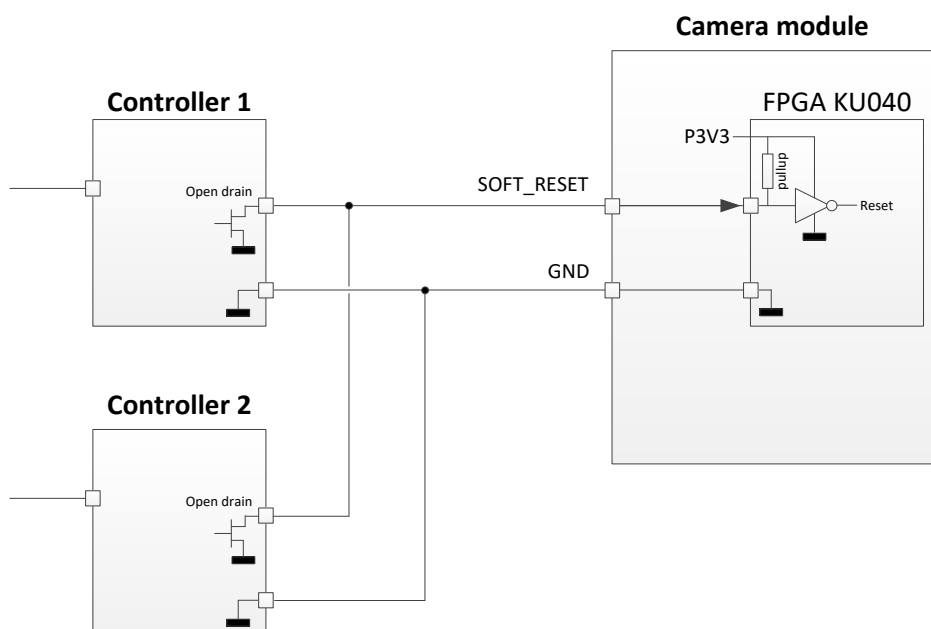 Camera module
Controller 1
FPGA KU040
P3V3
pullup
Open drain
SOFT_RESET
Reset
GND
Controller 2
Open drain